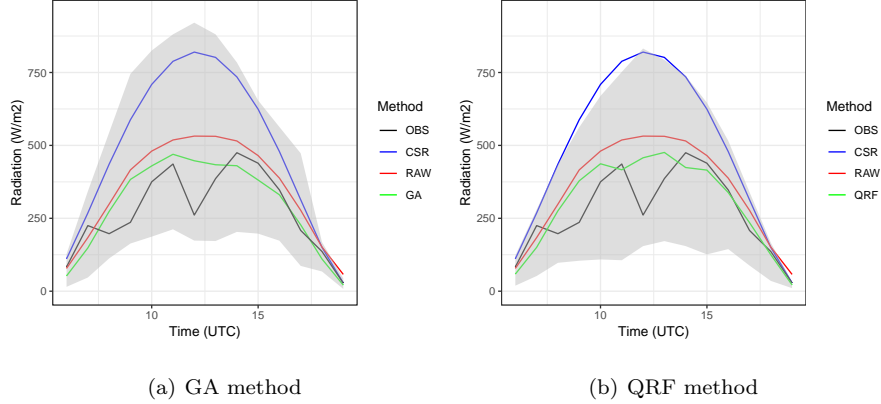 Radiation (W/m2)
750
500
250
0
10
15
Time (UTC)
Method
OBS
CSR
RAW
GA
(a) GA method
Radiation (W/m2)
750
500
250
0
10
15
Time (UTC)
Method
OBS
CSR
RAW
QRF
(b) QRF method